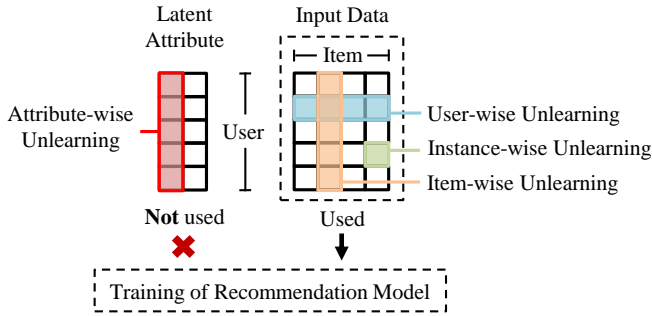 Latent
Attribute
Input Data
Item
Attribute-wise
Unlearning
User
User-wise Unlearning
Instance-wise Unlearning
Item-wise Unlearning
Not used
Used
Training of Recommendation Model